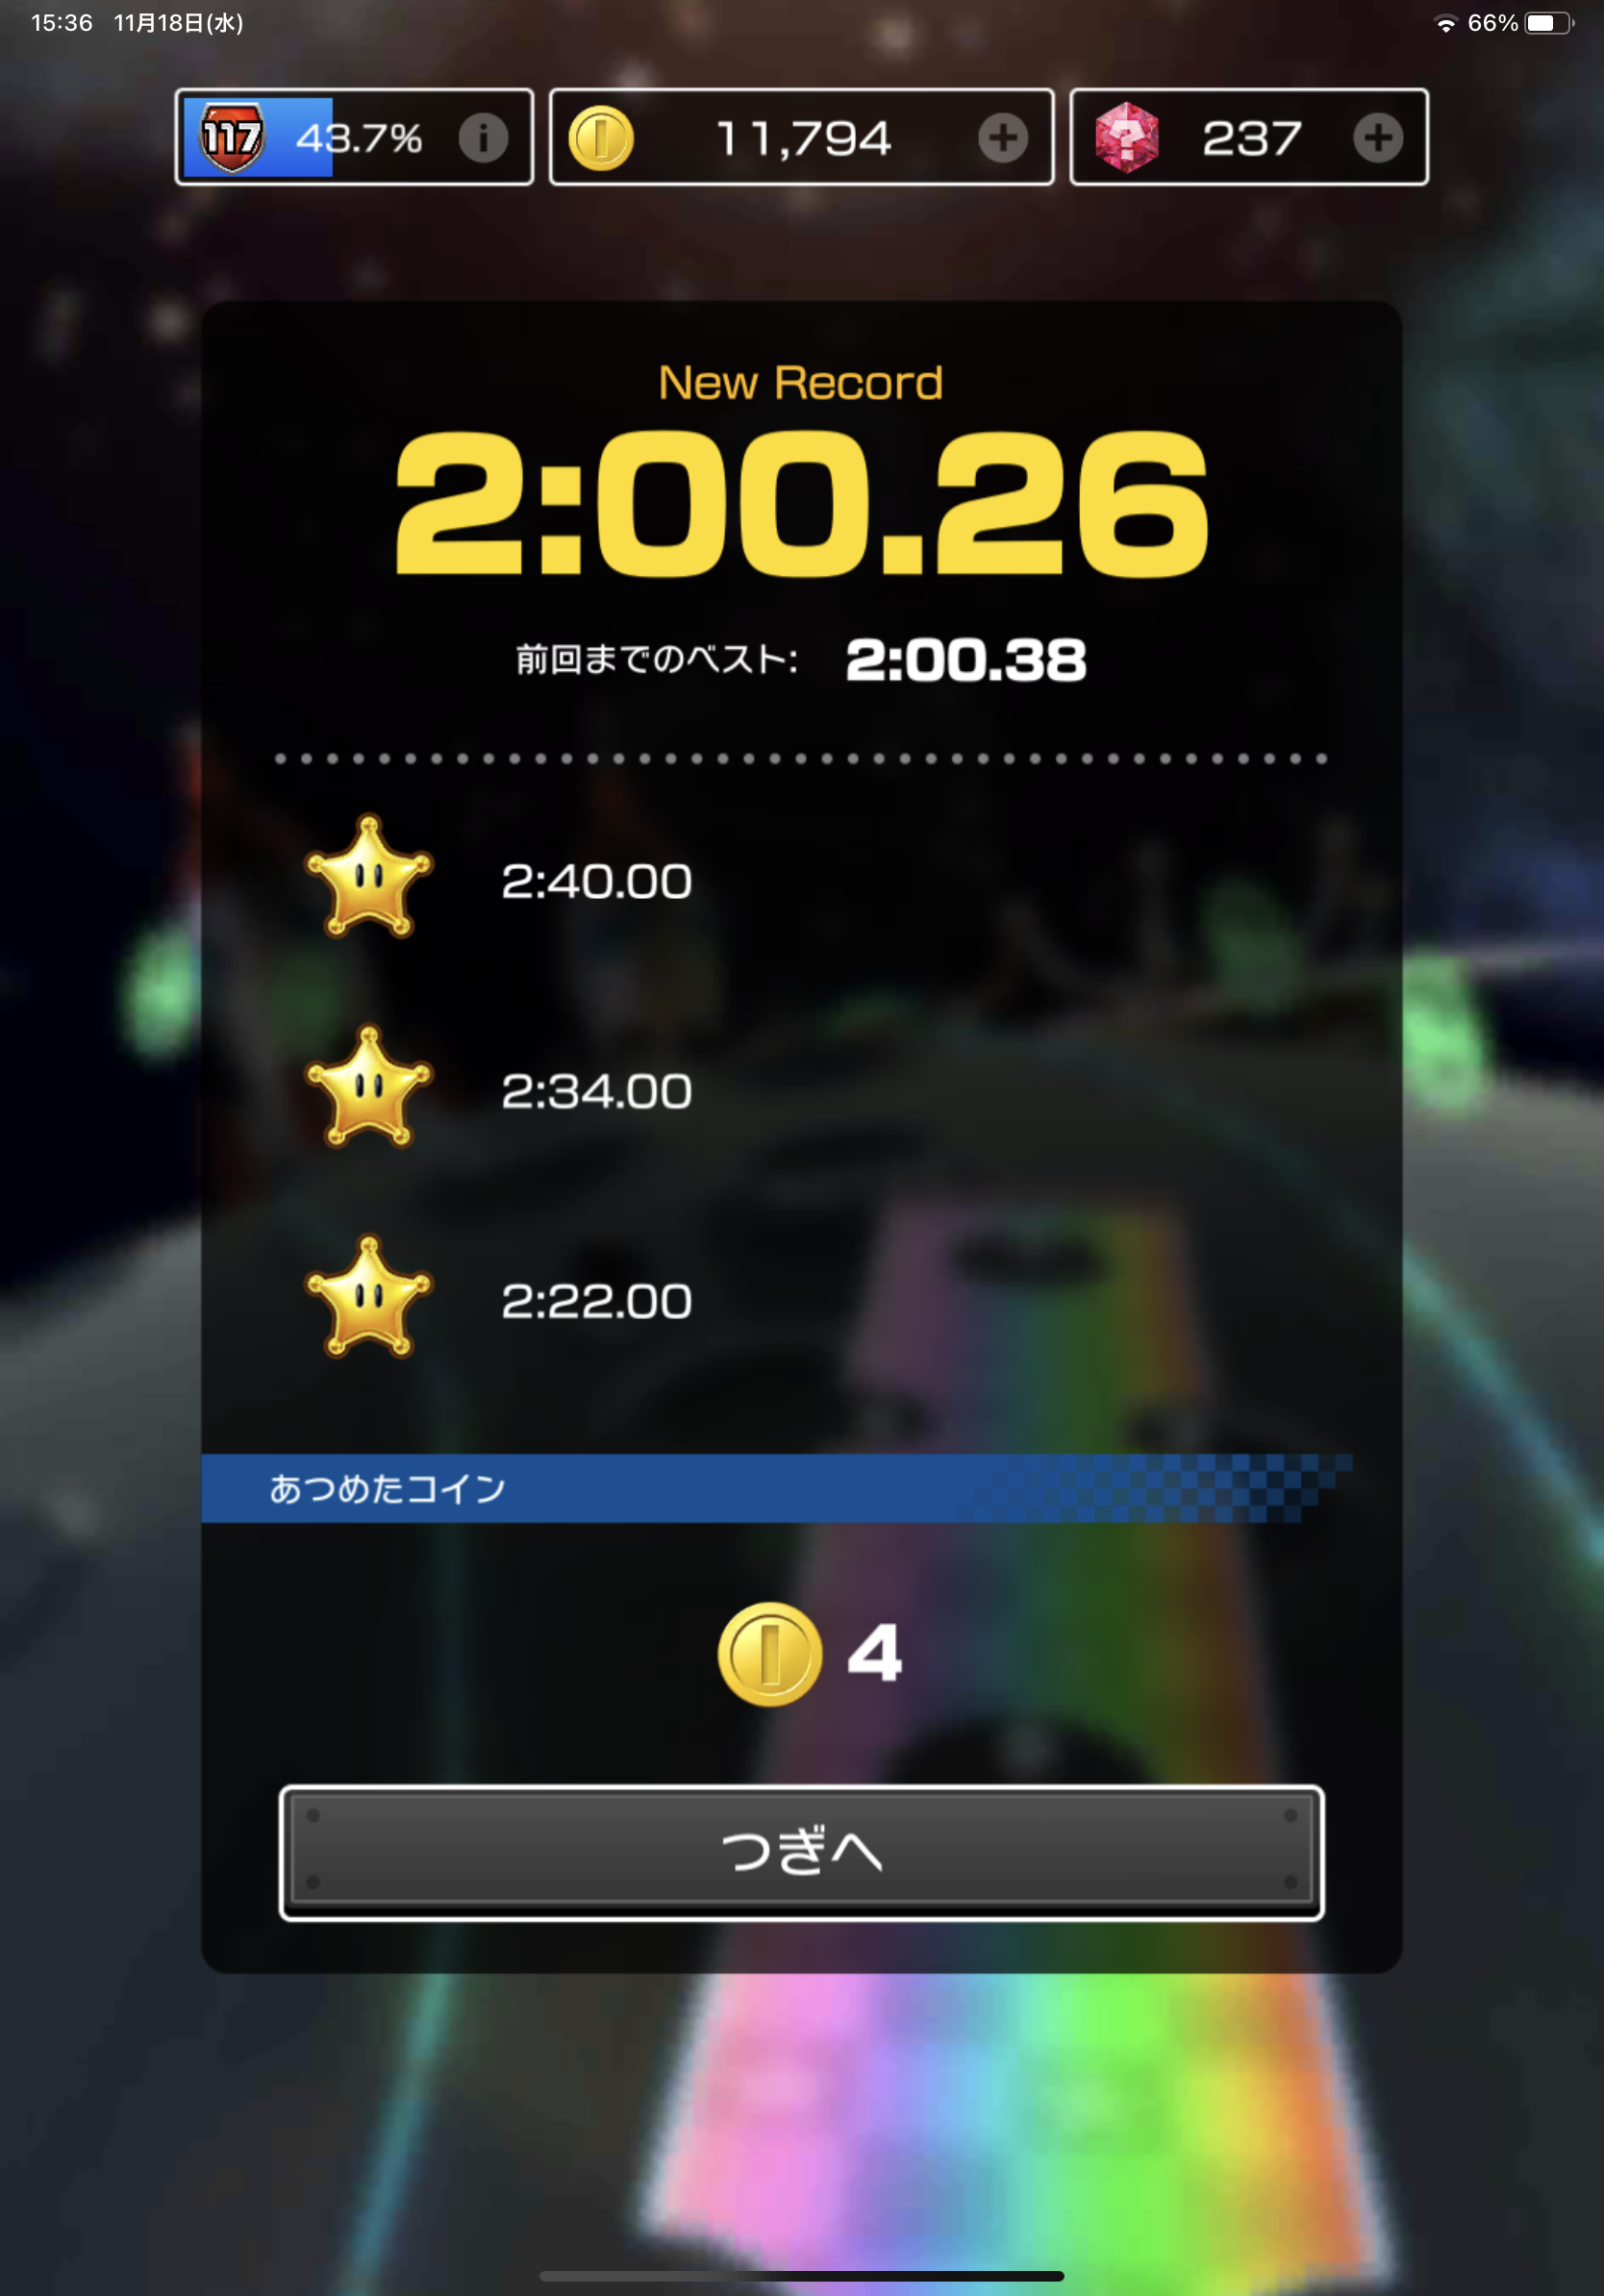 15:36 11月18日(水) 66%
117 43.7% i 11,794 + ? 237 +
New Record
2:00.26
前回までのベスト: 2:00.38
2:40.00
2:34.00
2:22.00
あつめたコイン
4
つぎへ